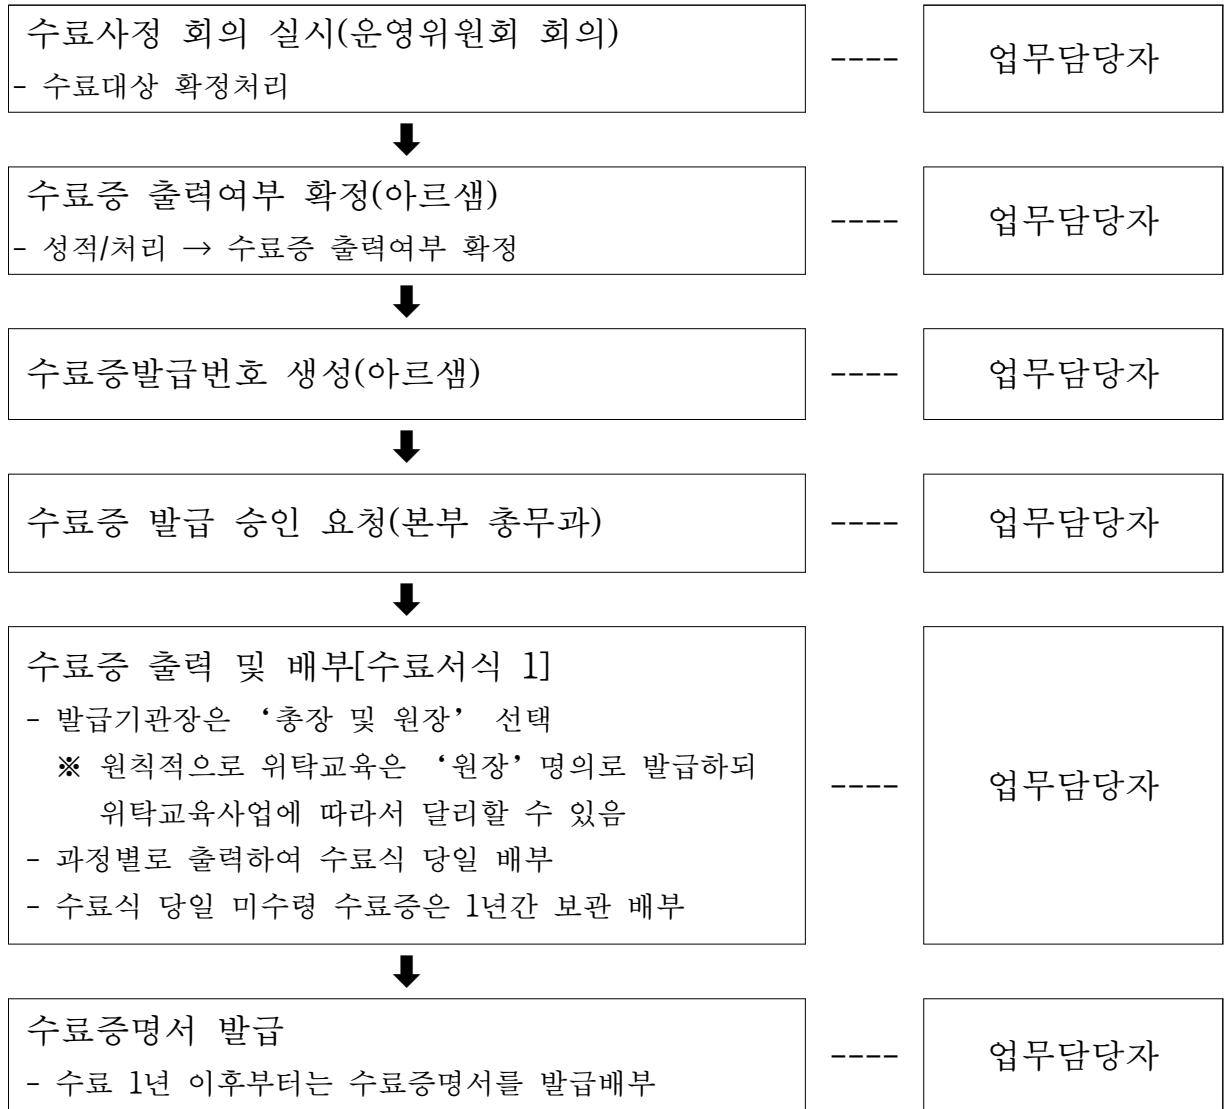 수료사정 회의 실시(운영위원회 회의)
- 수료대상 확정처리
---- 업무담당자
수료증 출력여부 확정(아르샘)
- 성적/처리 → 수료증 출력여부 확정
---- 업무담당자
수료증발급번호 생성(아르샘)
---- 업무담당자
수료증 발급 승인 요청(본부 총무과)
---- 업무담당자
수료증 출력 및 배부[수료서식 1]
- 발급기관장은 ‘총장 및 원장’ 선택
※ 원칙적으로 위탁교육은 ‘원장’명의로 발급하되
위탁교육사업에 따라서 달리할 수 있음
- 과정별로 출력하여 수료식 당일 배부
- 수료식 당일 미수령 수료증은 1년간 보관 배부
---- 업무담당자
수료증명서 발급
- 수료 1년 이후부터는 수료증명서를 발급배부
---- 업무담당자